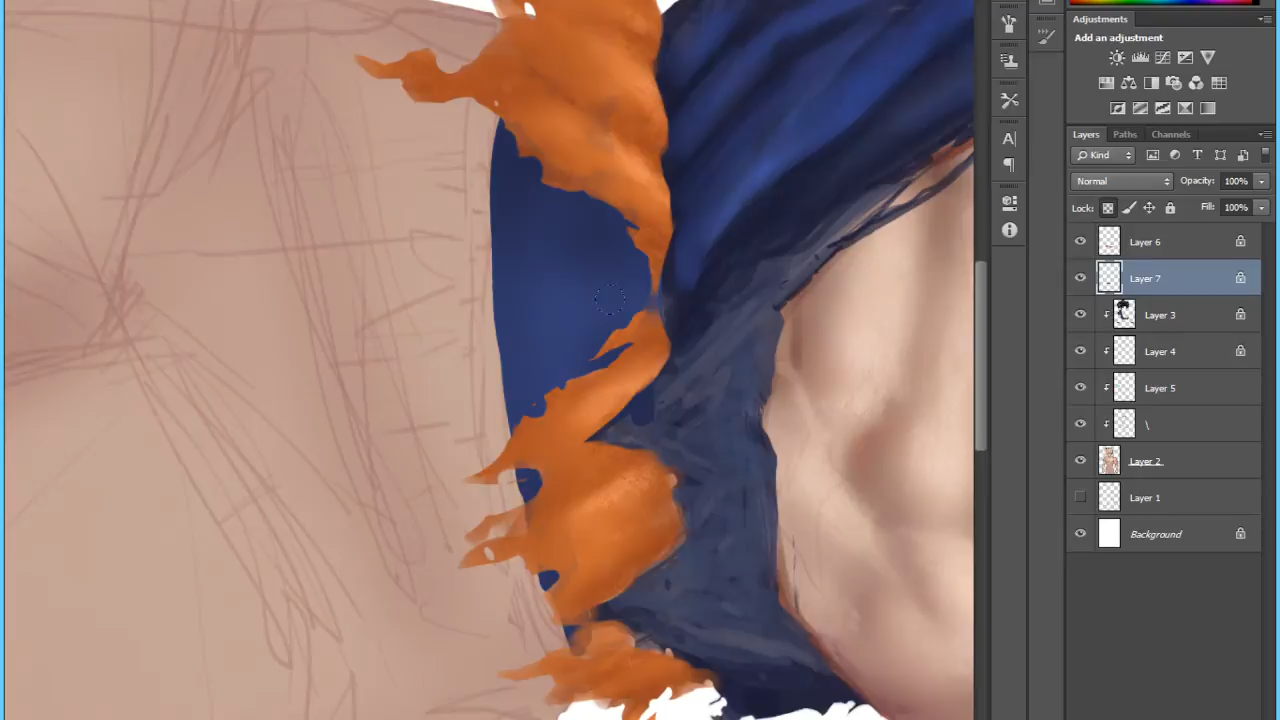 Adjustments
Add an adjustment
Layers Paths Channels
Kind
Normal Opacity: 100%
Lock: Fill: 100%
Layer 6
Layer 7
Layer 3
Layer 4
Layer 5
\
Layer 2
Layer 1
Background